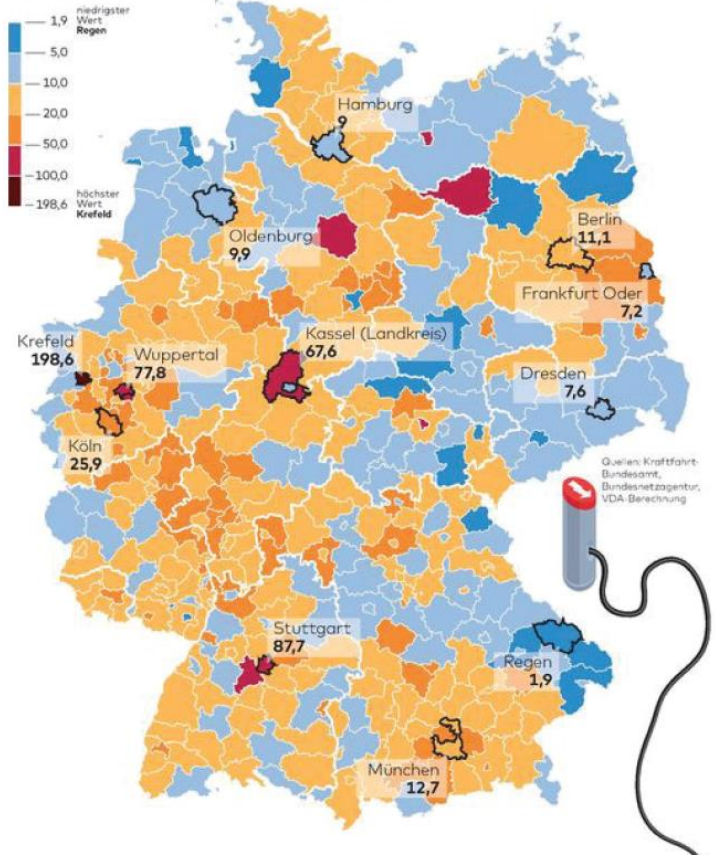 niedrigster
Wert
Regen
1,9
5,0
10,0
20,0
50,0
100,0
198,6
höchster
Wert
Krefeld
Hamburg
9
Oldenburg
9,9
Berlin
11,1
Frankfurt Oder
7,2
Krefeld
198,6
Wuppertal
77,8
Kassel (Landkreis)
67,6
Dresden
7,6
Köln
25,9
Quellen: Kraftfahrt-
Bundesamt,
Bundesnetzagentur,
VDA-Berechnung
Stuttgart
87,7
Regen
1,9
München
12,7